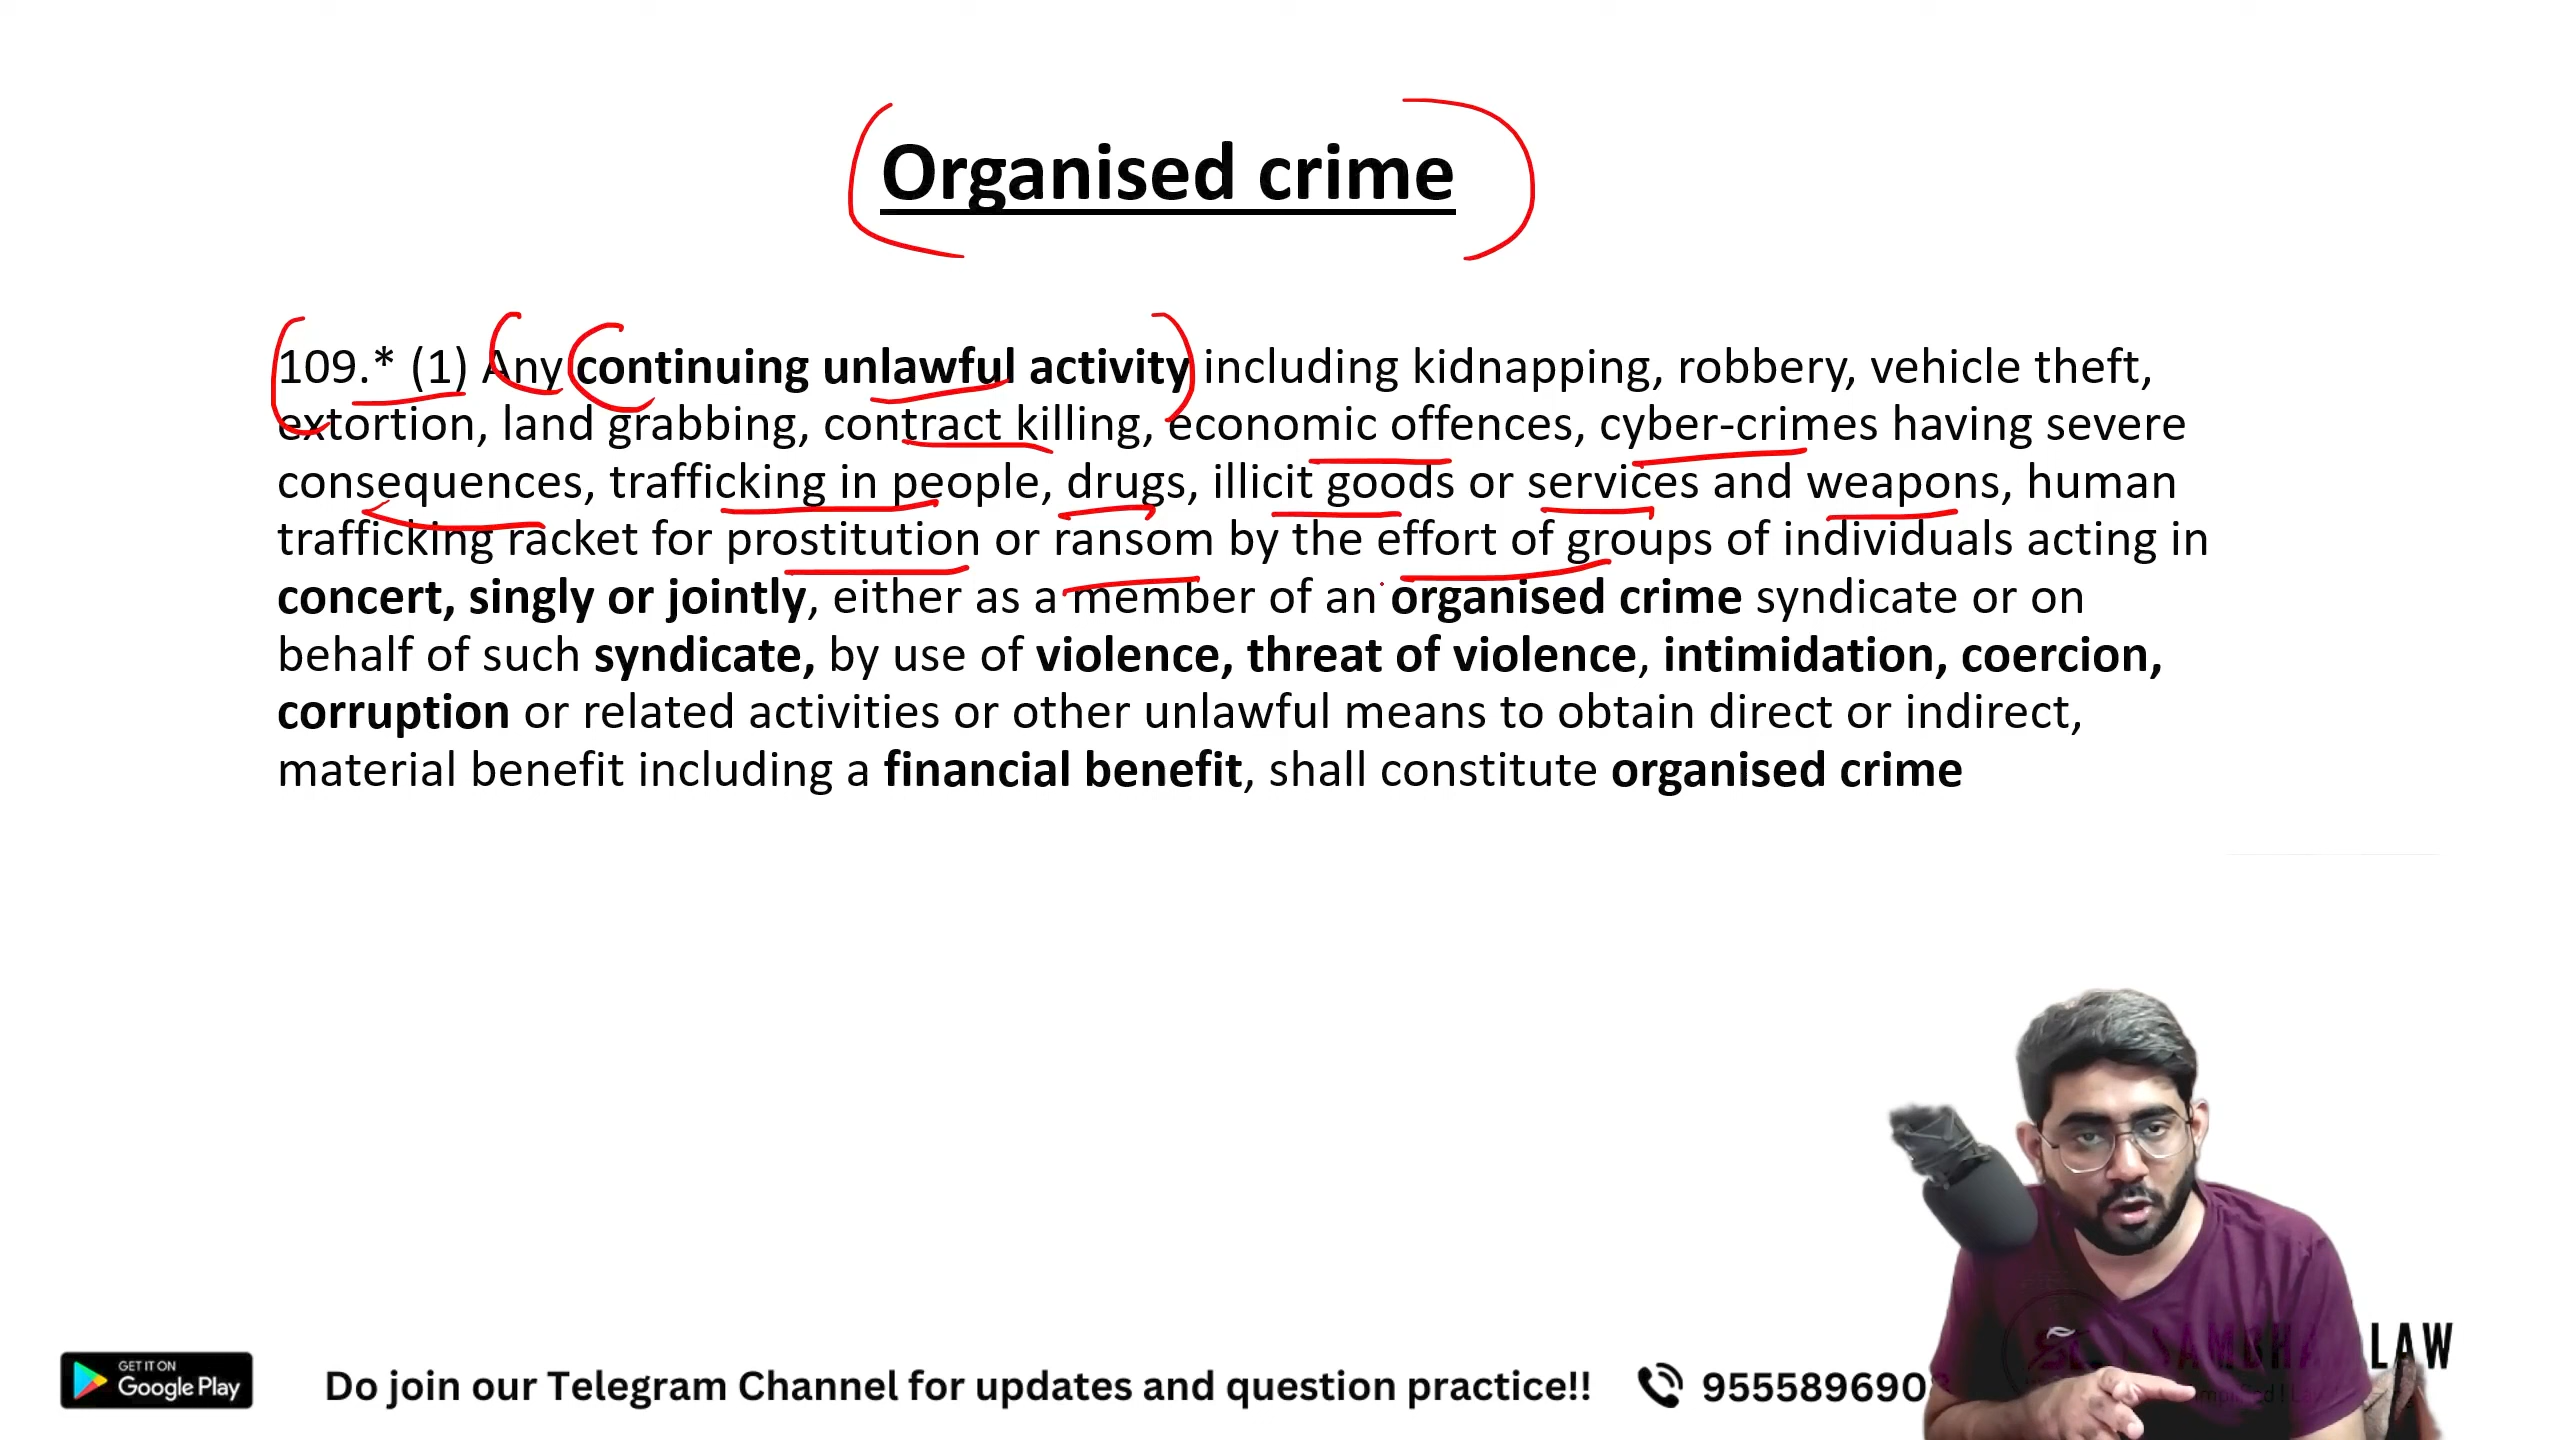 Organised crime
109.* (1) Any continuing unlawful activity including kidnapping, robbery, vehicle theft,
extortion, land grabbing, contract killing, economic offences, cyber-crimes having severe
consequences, trafficking in people, drugs, illicit goods or services and weapons, human
trafficking racket for prostitution or ransom by the effort of groups of individuals acting in
concert, singly or jointly, either as a member of an organised crime syndicate or on
behalf of such syndicate, by use of violence, threat of violence, intimidation, coercion,
corruption or related activities or other unlawful means to obtain direct or indirect,
material benefit including a financial benefit, shall constitute organised crime
GET IT ON
Google Play
Do join our Telegram Channel for updates and question practice!!
955589690
LAW